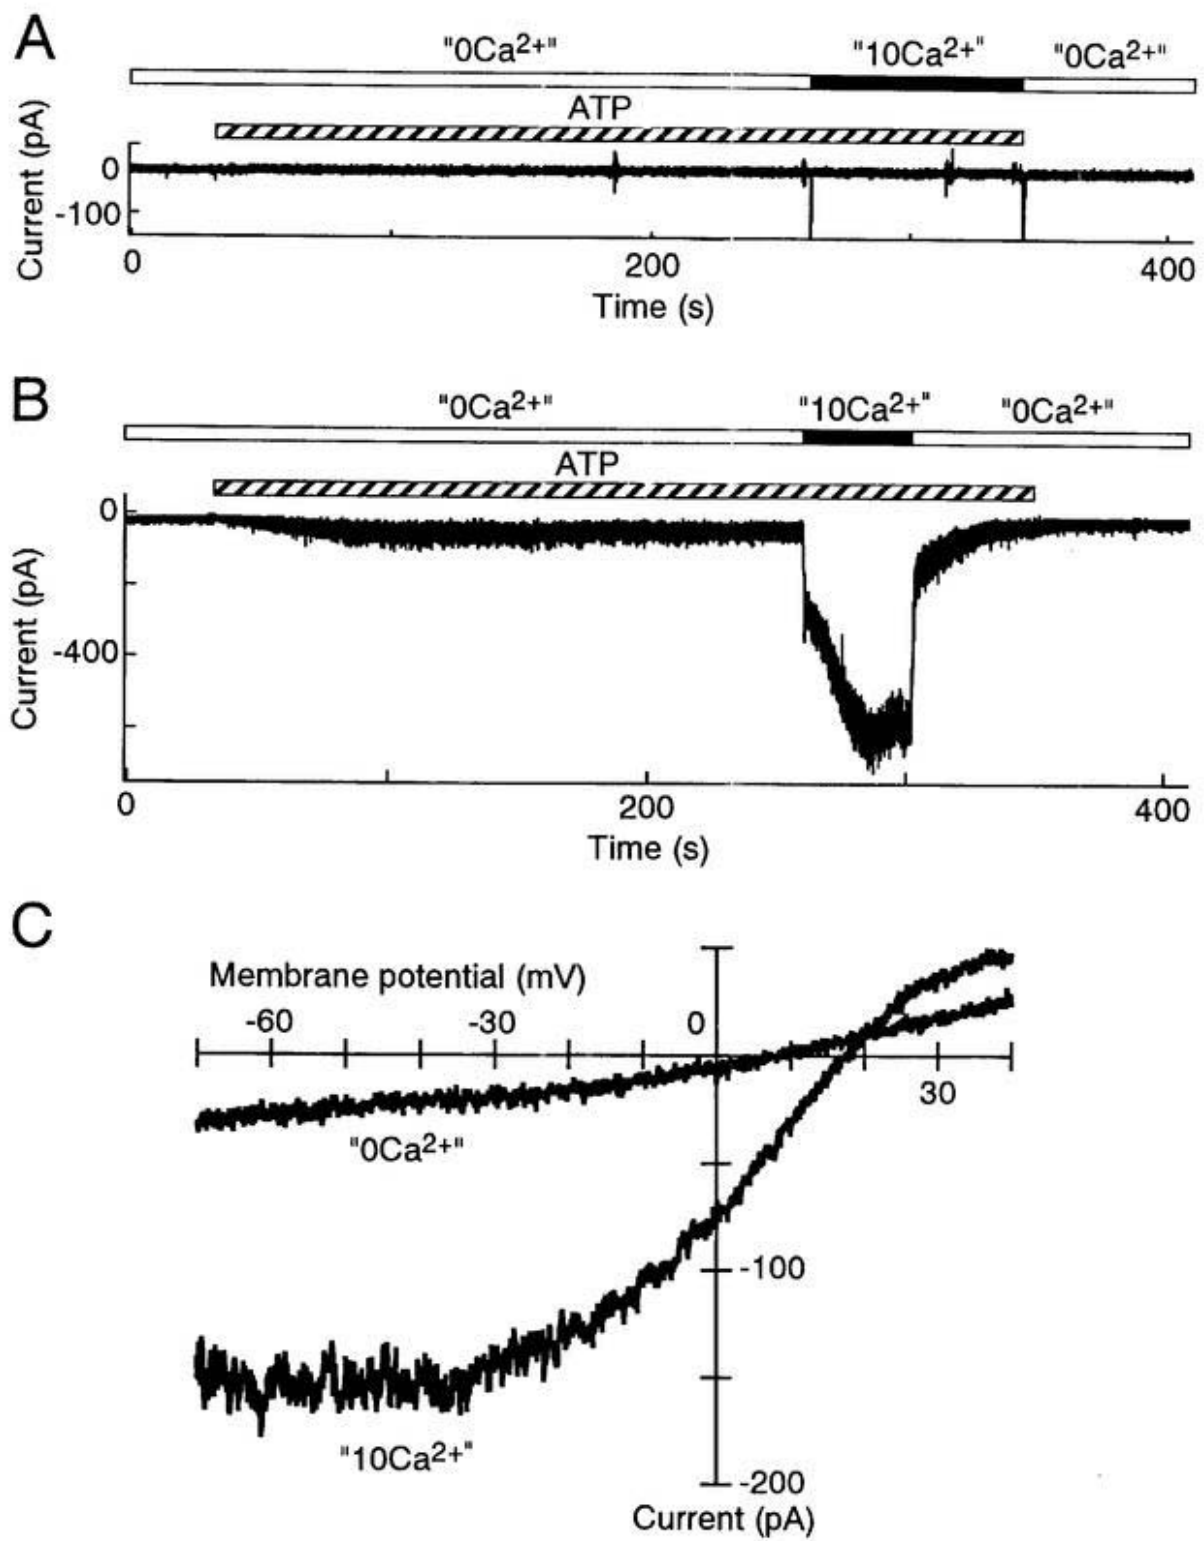 A
"0Ca2+" "10Ca2+" "0Ca2+"
ATP
Current (pA)
0
-100
0 200 400
Time (s)
B
"0Ca2+" "10Ca2+" "0Ca2+"
ATP
Current (pA)
0
-400
0 200 400
Time (s)
C
Membrane potential (mV)
-60 -30 0
30
"0Ca2+"
-100
"10Ca2+"
-200
Current (pA)